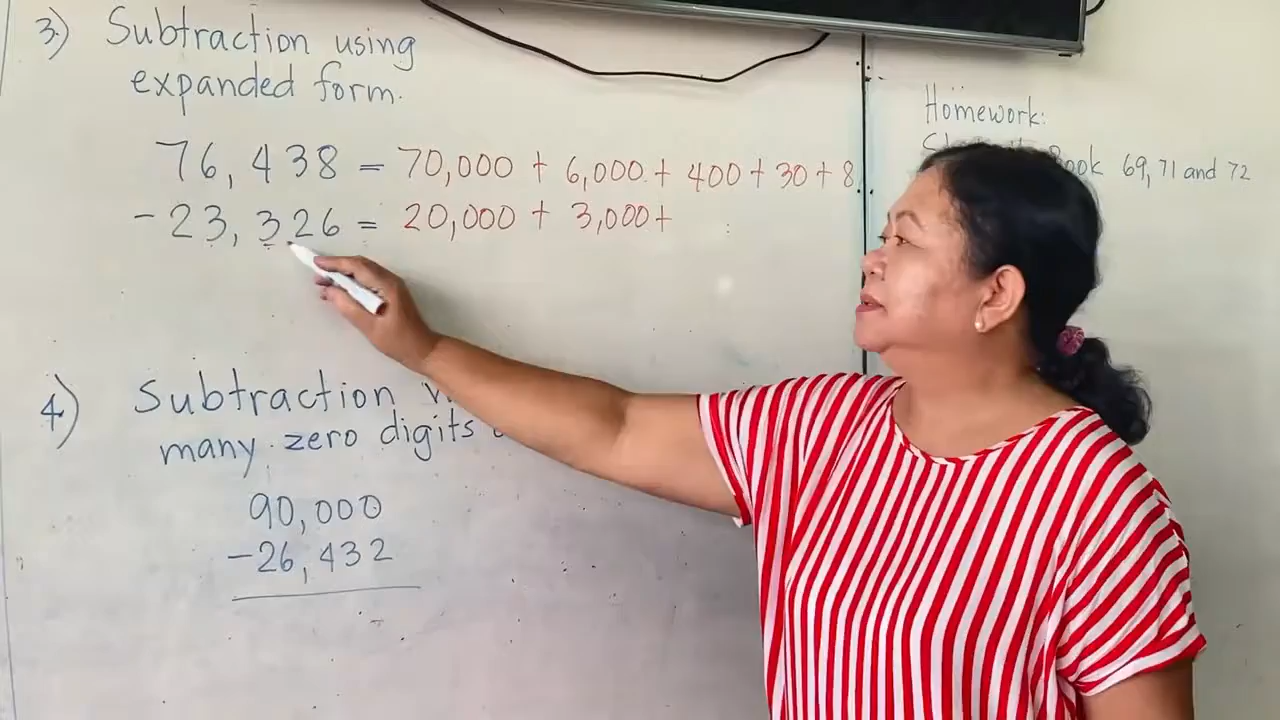 3.) Subtraction using
expanded form.
76,438 = 70,000 + 6,000 + 400 + 30 + 8
-23,326 = 20,000 + 3,000 +
4) Subtraction
many zero digits
90,000
-26,432
Homework:
Book 69, 71 and 72